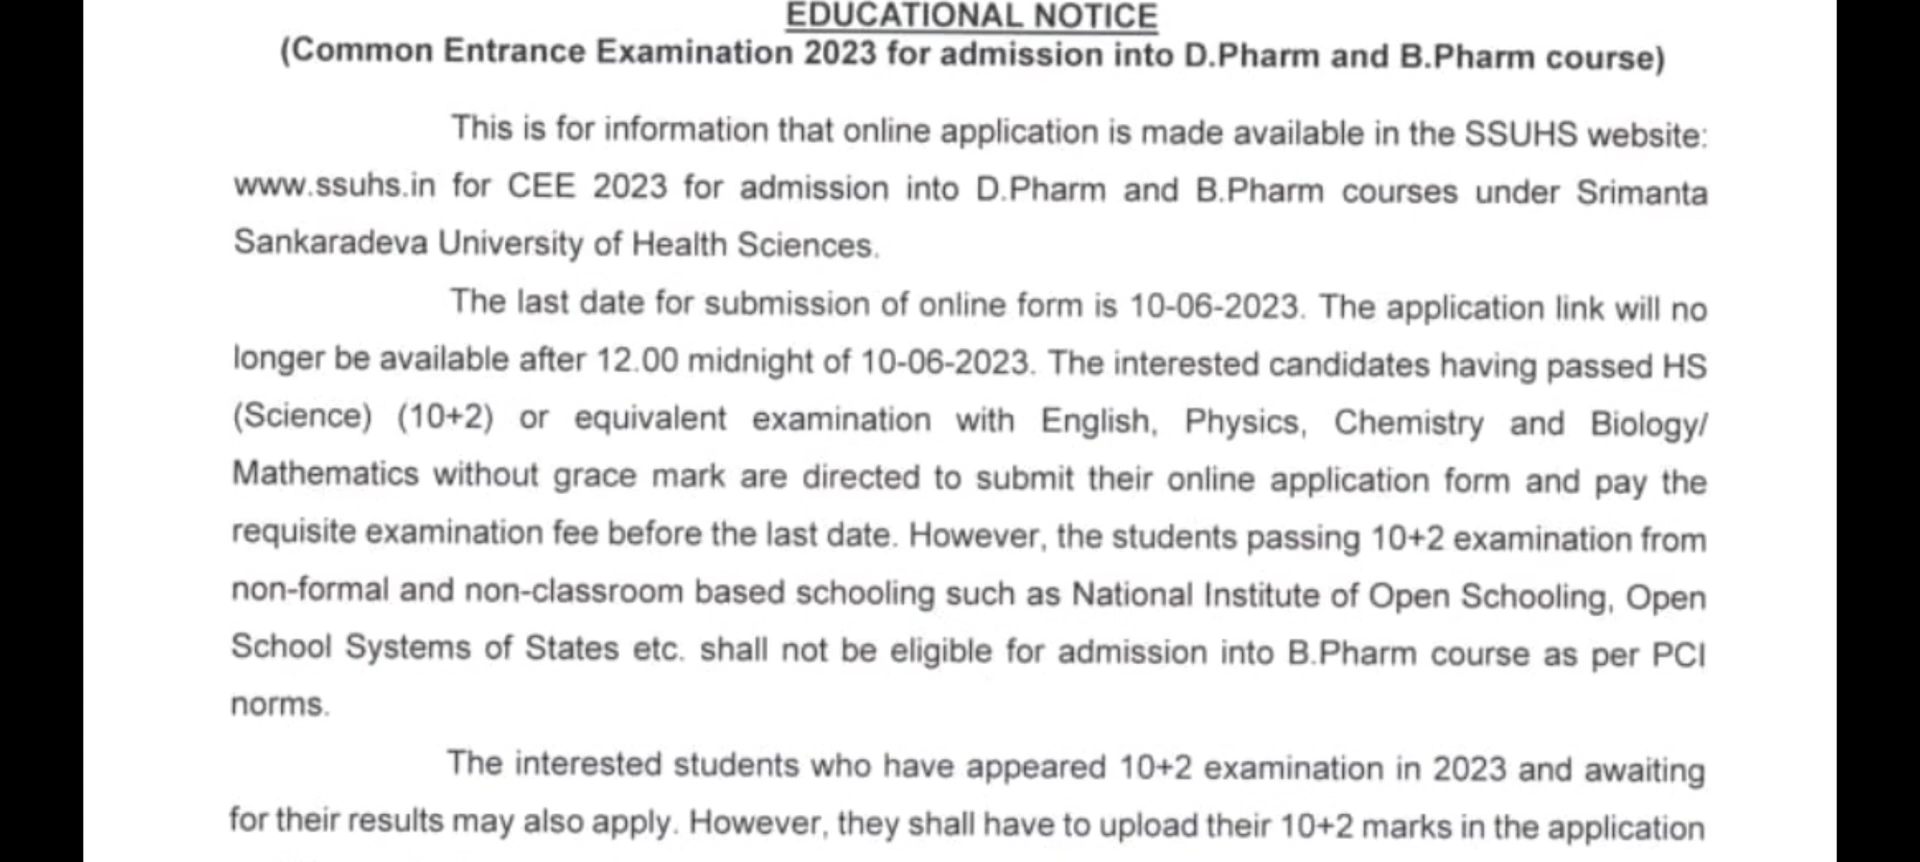 EDUCATIONAL NOTICE
(Common Entrance Examination 2023 for admission into D.Pharm and B.Pharm course)
This is for information that online application is made available in the SSUHS website:
www.ssuhs.in for CEE 2023 for admission into D.Pharm and B.Pharm courses under Srimanta
Sankaradeva University of Health Sciences.
The last date for submission of online form is 10-06-2023. The application link will no
longer be available after 12.00 midnight of 10-06-2023. The interested candidates having passed HS
(Science) (10+2) or equivalent examination with English, Physics, Chemistry and Biology/
Mathematics without grace mark are directed to submit their online application form and pay the
requisite examination fee before the last date. However, the students passing 10+2 examination from
non-formal and non-classroom based schooling such as National Institute of Open Schooling, Open
School Systems of States etc. shall not be eligible for admission into B.Pharm course as per PCI
norms.
The interested students who have appeared 10+2 examination in 2023 and awaiting
for their results may also apply. However, they shall have to upload their 10+2 marks in the application